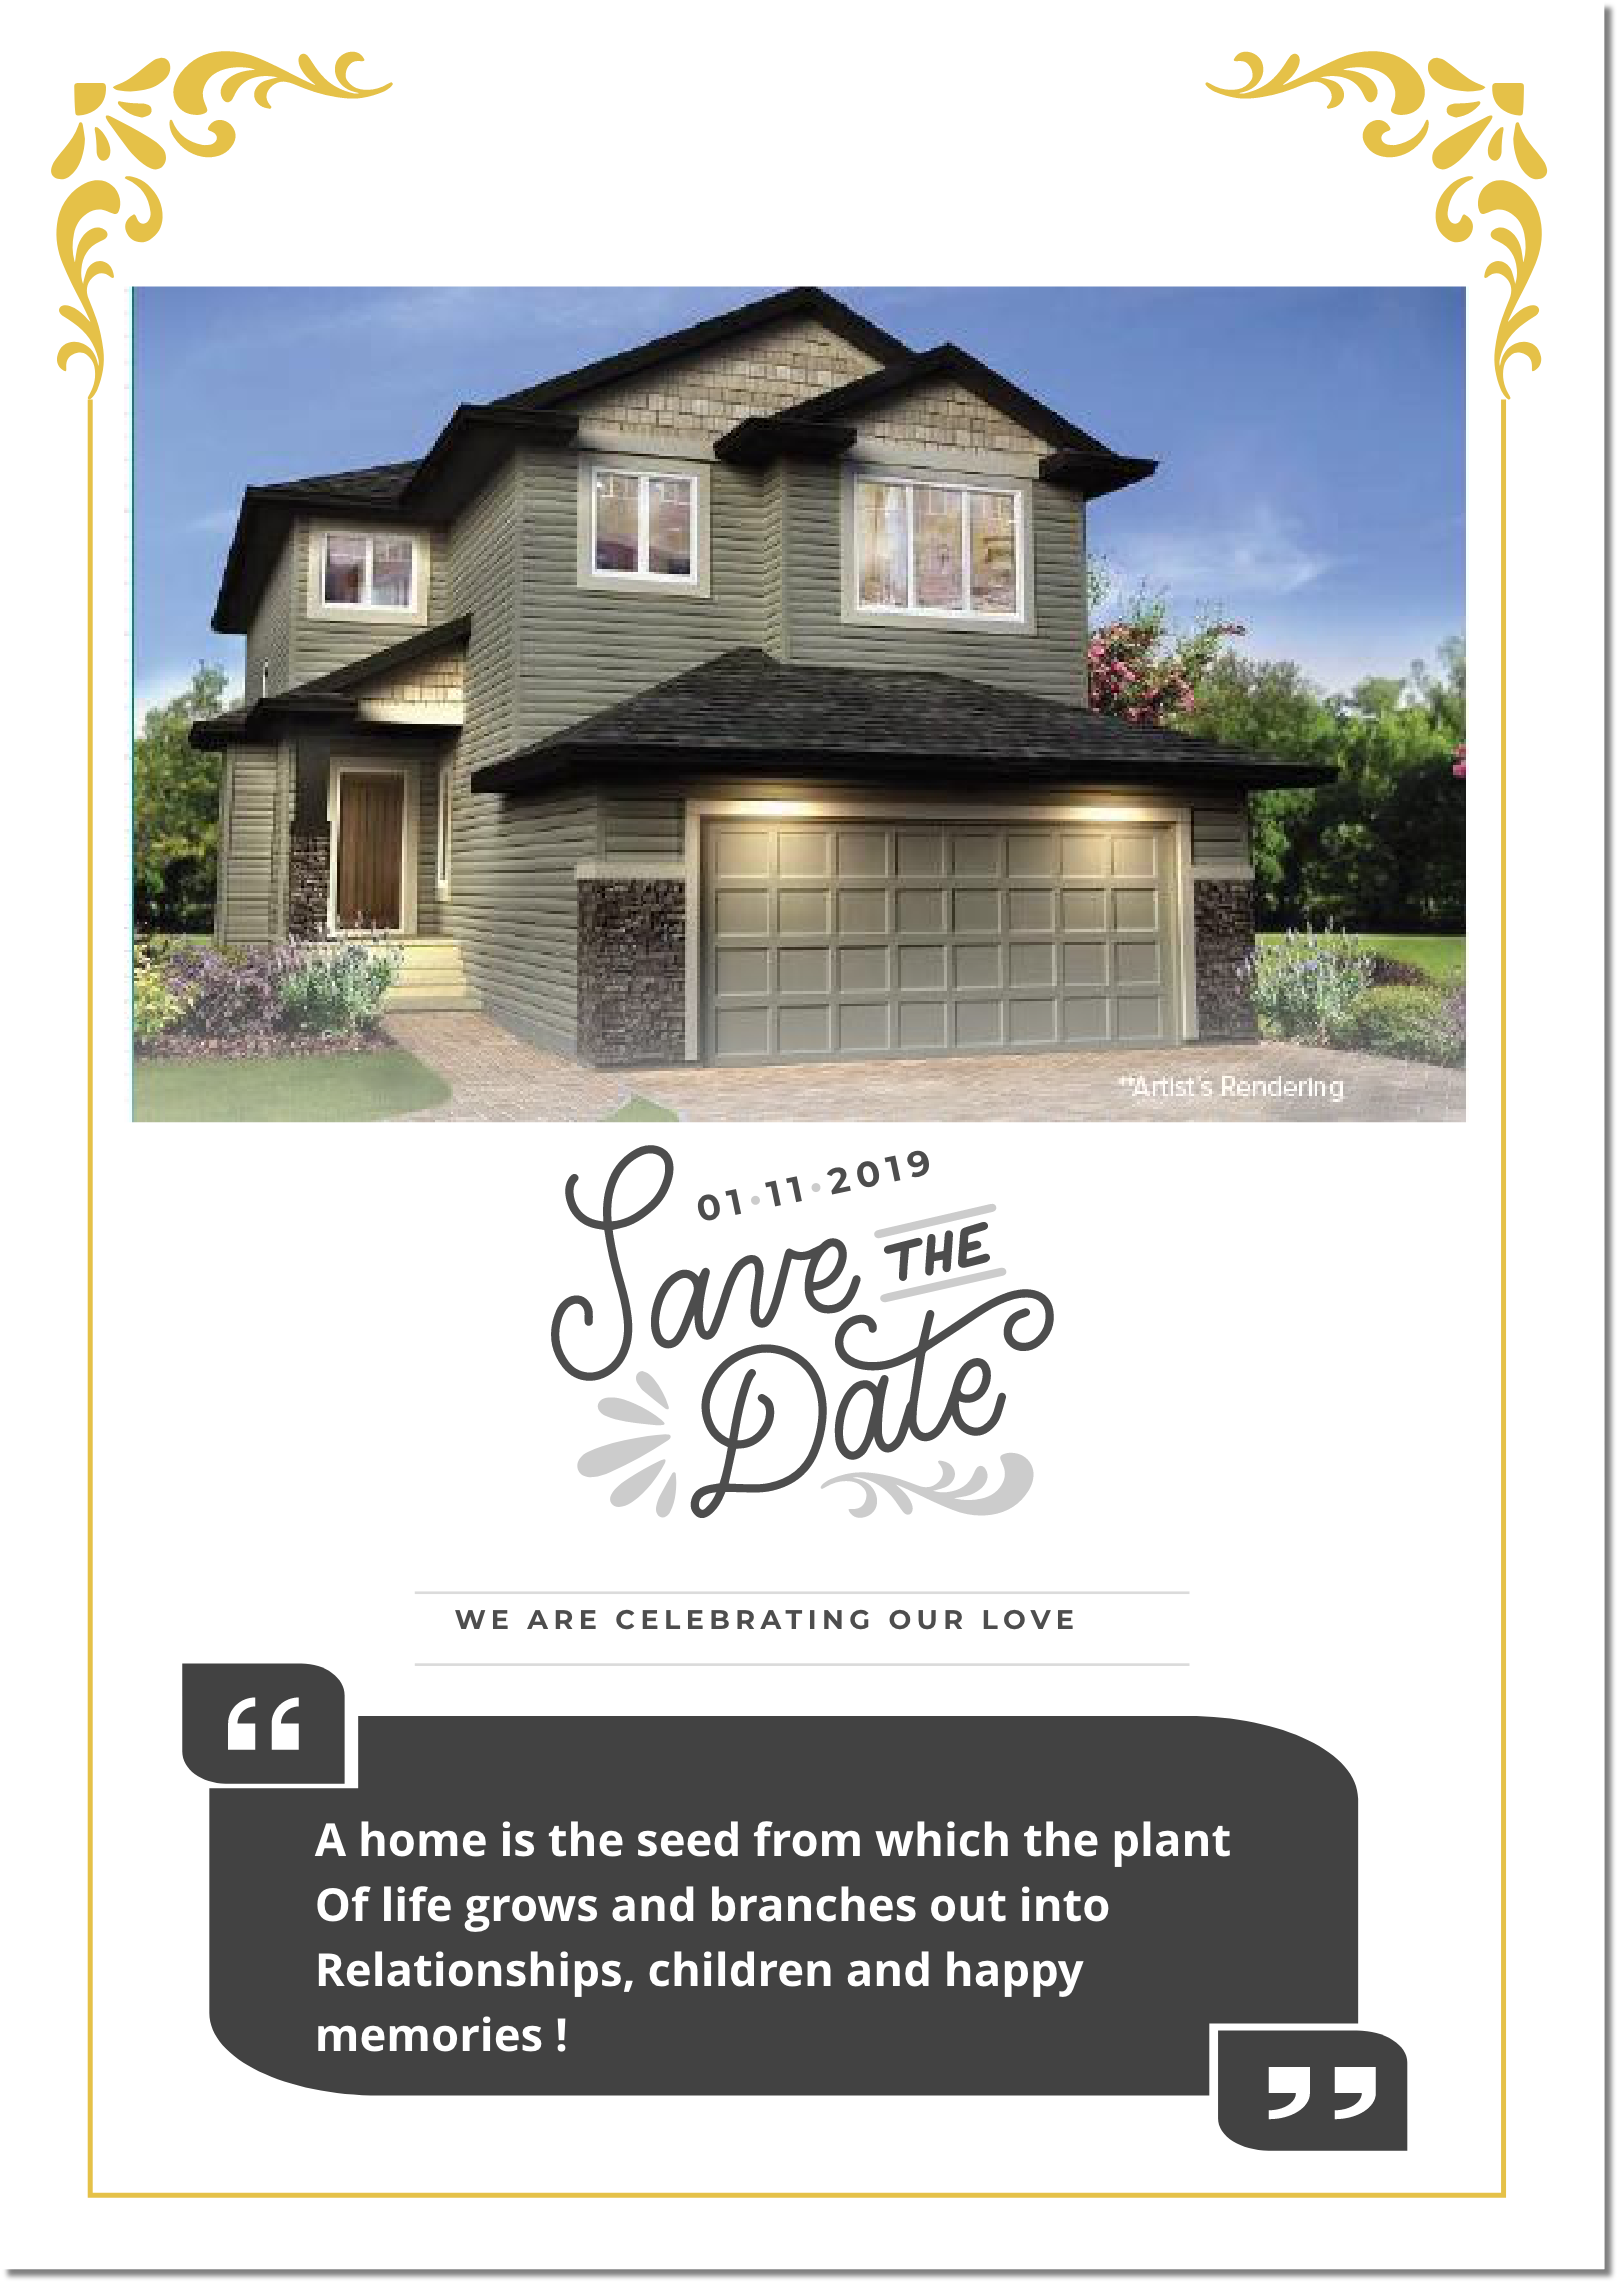 **Artist's Rendering
01·11·2019
Save THE
Date
WE ARE CELEBRATING OUR LOVE
“
A home is the seed from which the plant
Of life grows and branches out into
Relationships, children and happy
memories !
”